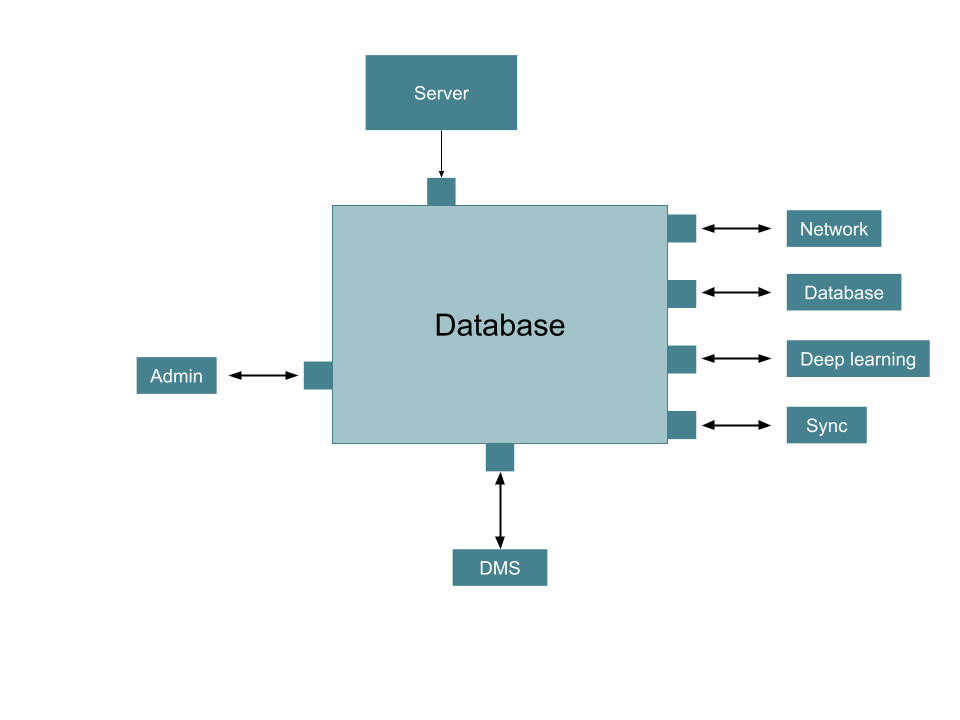 Server
Network
Database
Database
Deep learning
Admin
Sync
DMS